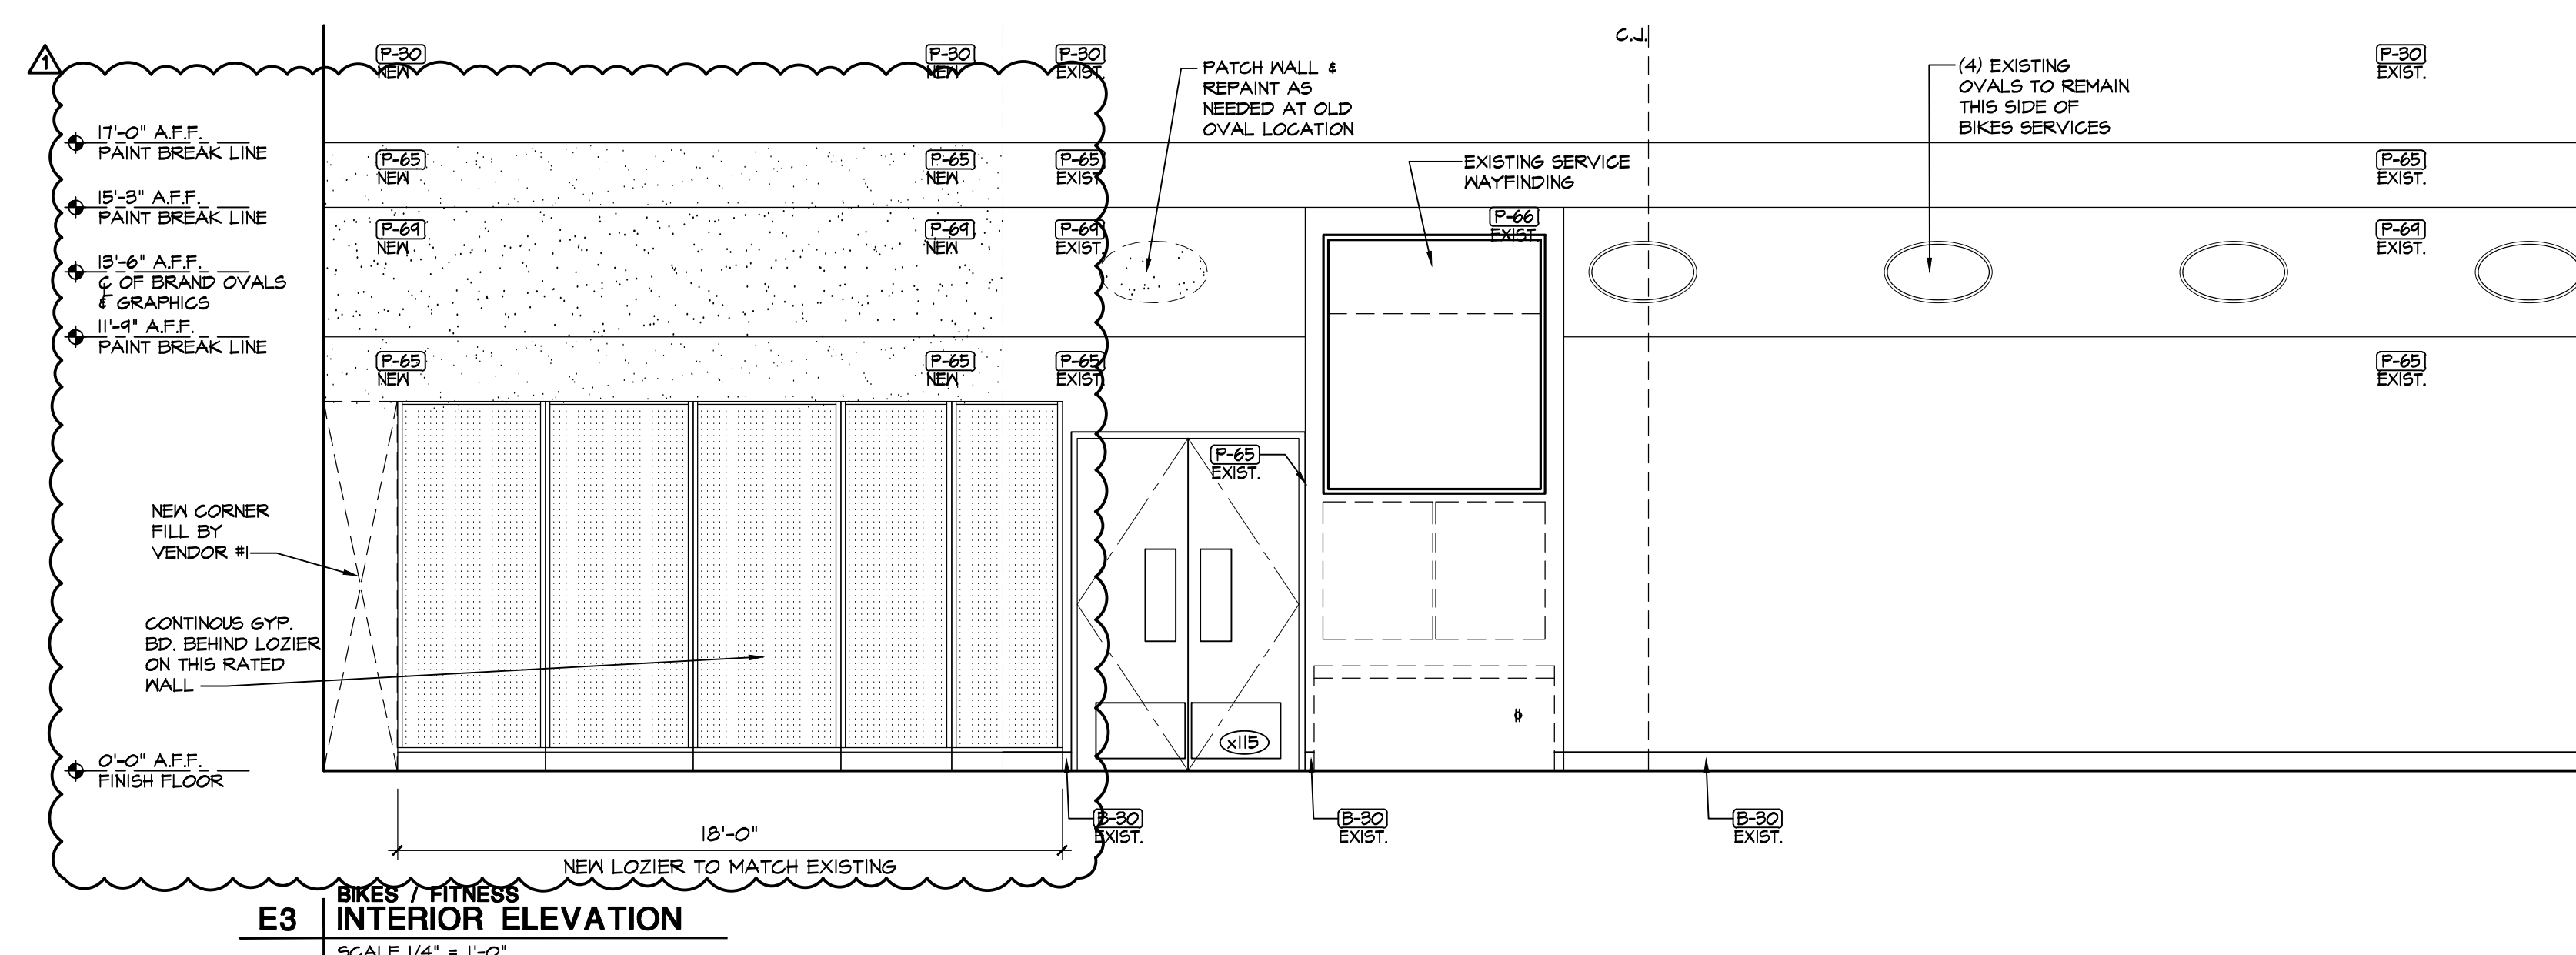 1
P-30
NEW
P-30
NEW
P-30
EXIST.
C.J.
P-30
EXIST.
PATCH WALL &
REPAINT AS
NEEDED AT OLD
OVAL LOCATION
(4) EXISTING
OVALS TO REMAIN
THIS SIDE OF
BIKES SERVICES
17'-0" A.F.F.
PAINT BREAK LINE
P-65
NEW
P-65
NEW
P-65
EXIST.
EXISTING SERVICE
WAYFINDING
P-65
EXIST.
15'-3" A.F.F.
PAINT BREAK LINE
P-69
NEW
P-69
NEW
P-69
EXIST.
P-66
EXIST.
P-69
EXIST.
13'-6" A.F.F.
℄ OF BRAND OVALS
& GRAPHICS
11'-9" A.F.F.
PAINT BREAK LINE
P-65
NEW
P-65
NEW
P-65
EXIST.
P-65
EXIST.
P-65
EXIST.
NEW CORNER
FILL BY
VENDOR #1
CONTINOUS GYP.
BD. BEHIND LOZIER
ON THIS RATED
WALL
x115
0'-0" A.F.F.
FINISH FLOOR
B-30
EXIST.
B-30
EXIST.
B-30
EXIST.
18'-0"
NEW LOZIER TO MATCH EXISTING
BIKES / FITNESS
E3 INTERIOR ELEVATION
SCALE 1/4" = 1'-0"